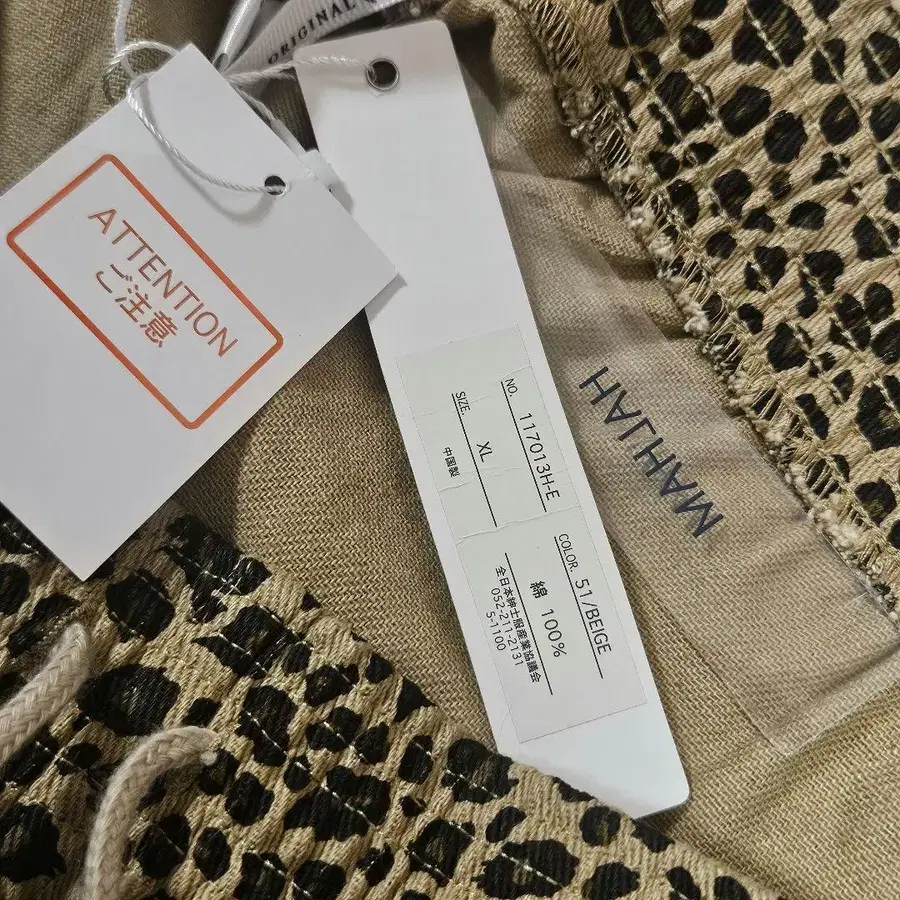 ORIGINAL
ATTENTION
ご注意
NO. 117013H-E
SIZE. XL
中国製
COLOR. 51/BEIGE
綿 100%
全日本紳士服産業協議会
052-211-2131
S-1100
MAHLIAH